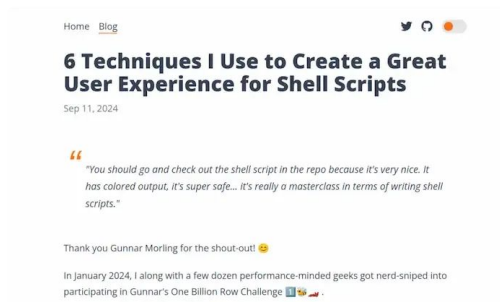 Home Blog
6 Techniques I Use to Create a Great
User Experience for Shell Scripts
Sep 11, 2024
“
"You should go and check out the shell script in the repo because it's very nice. It
has colored output, it's super safe... it's really a masterclass in terms of writing shell
scripts."
Thank you Gunnar Morling for the shout-out! 😊
In January 2024, I along with a few dozen performance-minded geeks got nerd-sniped into
participating in Gunnar's One Billion Row Challenge 1️⃣🐝🏎️ .